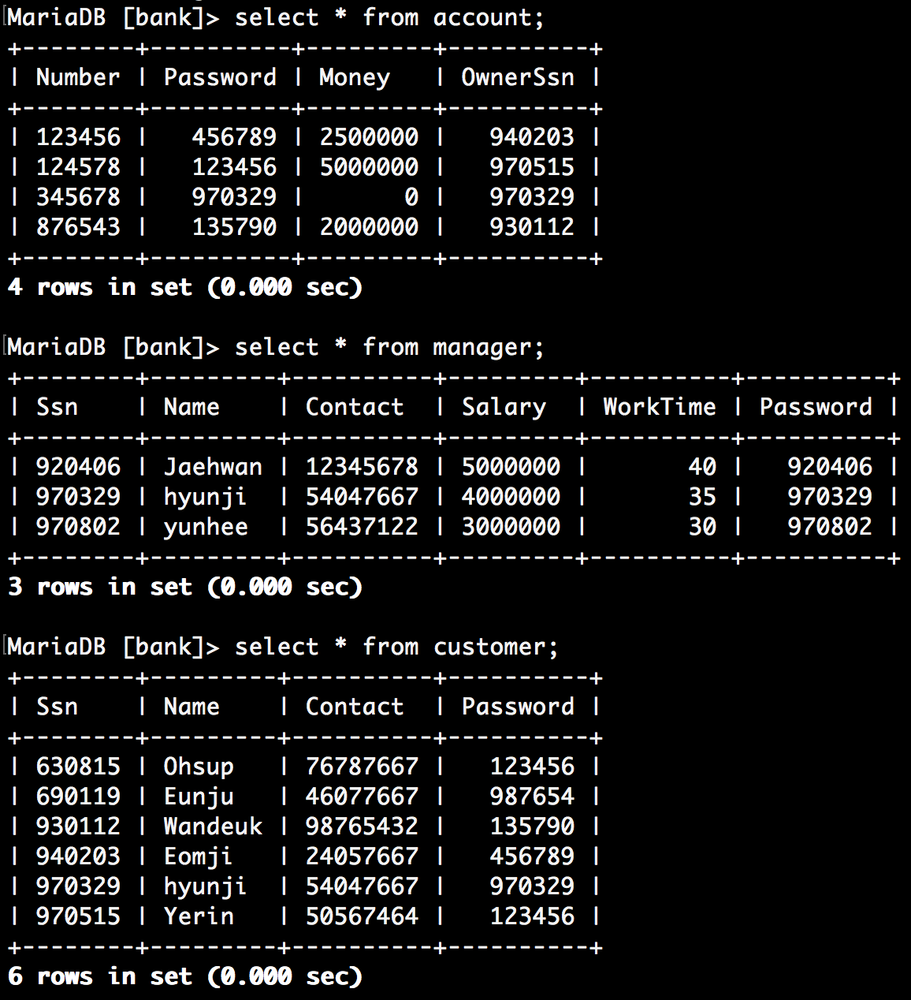 MariaDB [bank]> select * from account;
+--------+----------+---------+----------+
| Number | Password | Money   | OwnerSsn |
+--------+----------+---------+----------+
| 123456 |   456789 | 2500000 |   940203 |
| 124578 |   123456 | 5000000 |   970515 |
| 345678 |   970329 |       0 |   970329 |
| 876543 |   135790 | 2000000 |   930112 |
+--------+----------+---------+----------+
4 rows in set (0.000 sec)

MariaDB [bank]> select * from manager;
+--------+---------+----------+---------+----------+----------+
| Ssn    | Name    | Contact  | Salary  | WorkTime | Password |
+--------+---------+----------+---------+----------+----------+
| 920406 | Jaehwan | 12345678 | 5000000 |       40 |   920406 |
| 970329 | hyunji  | 54047667 | 4000000 |       35 |   970329 |
| 970802 | yunhee  | 56437122 | 3000000 |       30 |   970802 |
+--------+---------+----------+---------+----------+----------+
3 rows in set (0.000 sec)

MariaDB [bank]> select * from customer;
+--------+---------+----------+----------+
| Ssn    | Name    | Contact  | Password |
+--------+---------+----------+----------+
| 630815 | Ohsup   | 76787667 |   123456 |
| 690119 | Eunju   | 46077667 |   987654 |
| 930112 | Wandeuk | 98765432 |   135790 |
| 940203 | Eomji   | 24057667 |   456789 |
| 970329 | hyunji  | 54047667 |   970329 |
| 970515 | Yerin   | 50567464 |   123456 |
+--------+---------+----------+----------+
6 rows in set (0.000 sec)